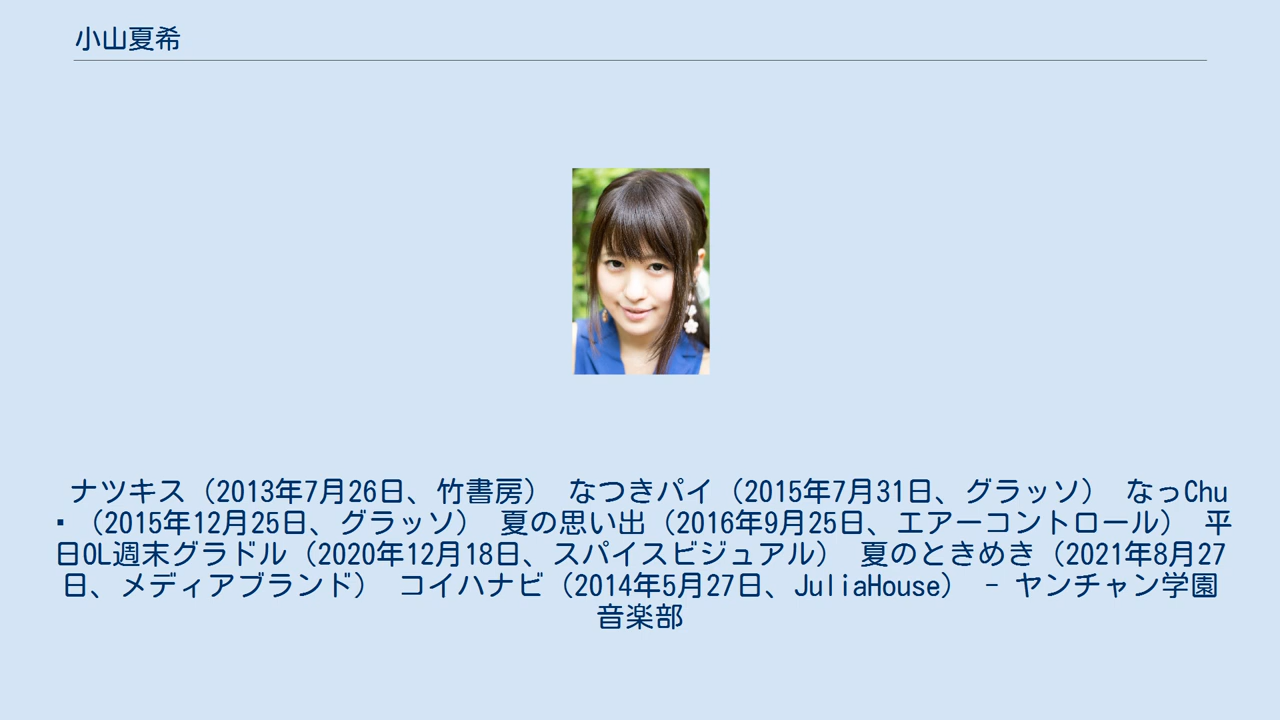 小山夏希
ナツキス（2013年7月26日、竹書房） なつきパイ（2015年7月31日、グラッソ） なっChu
▪（2015年12月25日、グラッソ） 夏の思い出（2016年9月25日、エアーコントロール） 平
日OL週末グラドル（2020年12月18日、スパイスビジュアル） 夏のときめき（2021年8月27
日、メディアブランド） コイハナビ（2014年5月27日、JuliaHouse） - ヤンチャン学園
音楽部